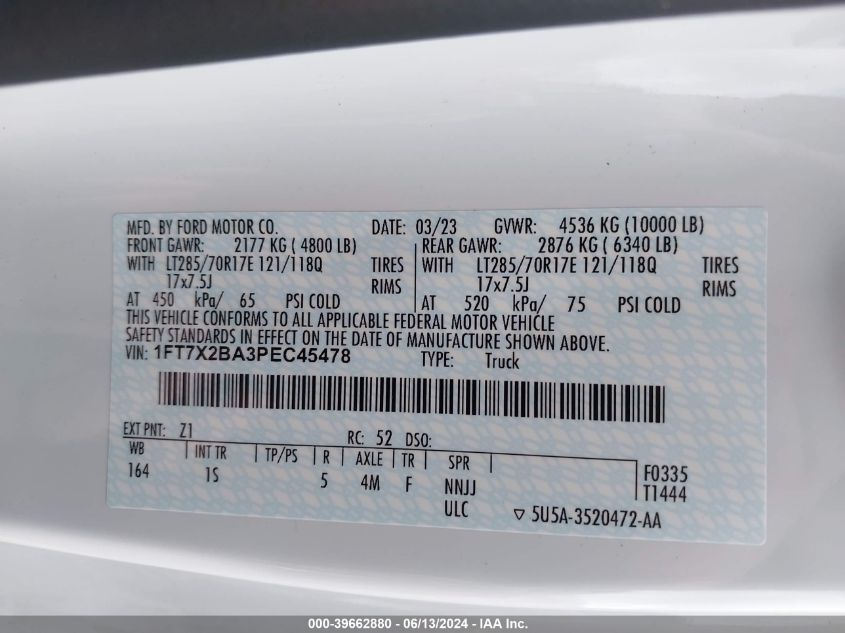 MFD. BY FORD MOTOR CO. DATE: 03/23 GVWR: 4536 KG (10000 LB)
FRONT GAWR: 2177 KG ( 4800 LB) REAR GAWR: 2876 KG ( 6340 LB)
WITH LT285/70R17E 121/118Q TIRES WITH LT285/70R17E 121/118Q TIRES
17x7.5J RIMS 17x7.5J RIMS
AT 450 kPa/ 65 PSI COLD AT 520 kPa/ 75 PSI COLD
THIS VEHICLE CONFORMS TO ALL APPLICABLE FEDERAL MOTOR VEHICLE
SAFETY STANDARDS IN EFFECT ON THE DATE OF MANUFACTURE SHOWN ABOVE.
VIN: 1FT7X2BA3PEC45478 TYPE: Truck
EXT PNT: Z1 RC: 52 DSO:
WB INT TR TP/PS R AXLE TR SPR F0335
164 1S 5 4M F NNJJ T1444
ULC ▽ 5U5A-3520472-AA
000-39662880 - 06/13/2024 - IAA Inc.